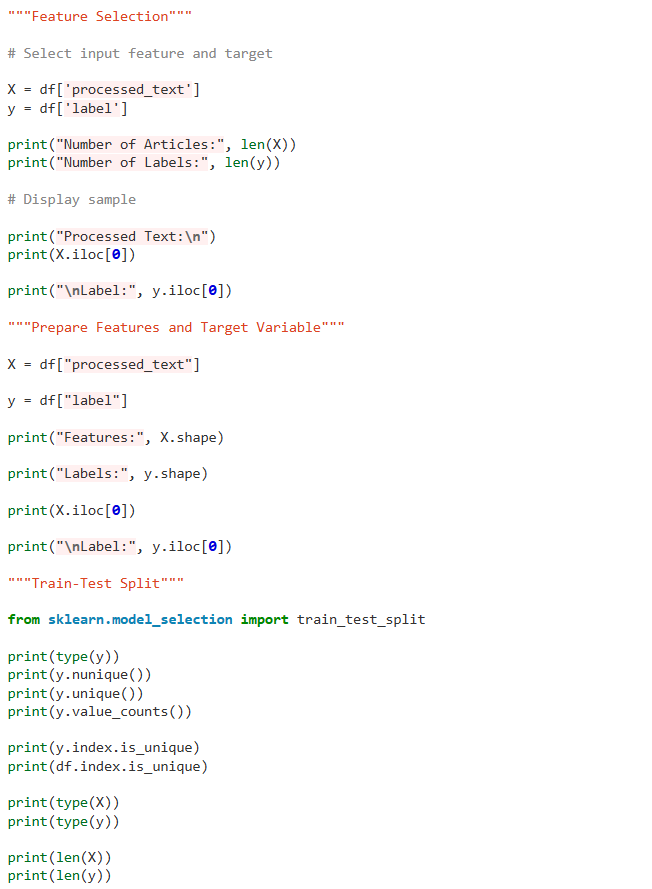 """Feature Selection"""
# Select input feature and target
X = df['processed_text']
y = df['label']
print("Number of Articles:", len(X))
print("Number of Labels:", len(y))
# Display sample
print("Processed Text:\n")
print(X.iloc[0])
print("\nLabel:", y.iloc[0])
"""Prepare Features and Target Variable"""
X = df["processed_text"]
y = df["label"]
print("Features:", X.shape)
print("Labels:", y.shape)
print(X.iloc[0])
print("\nLabel:", y.iloc[0])
"""Train-Test Split"""
from sklearn.model_selection import train_test_split
print(type(y))
print(y.nunique())
print(y.unique())
print(y.value_counts())
print(y.index.is_unique)
print(df.index.is_unique)
print(type(X))
print(type(y))
print(len(X))
print(len(y))